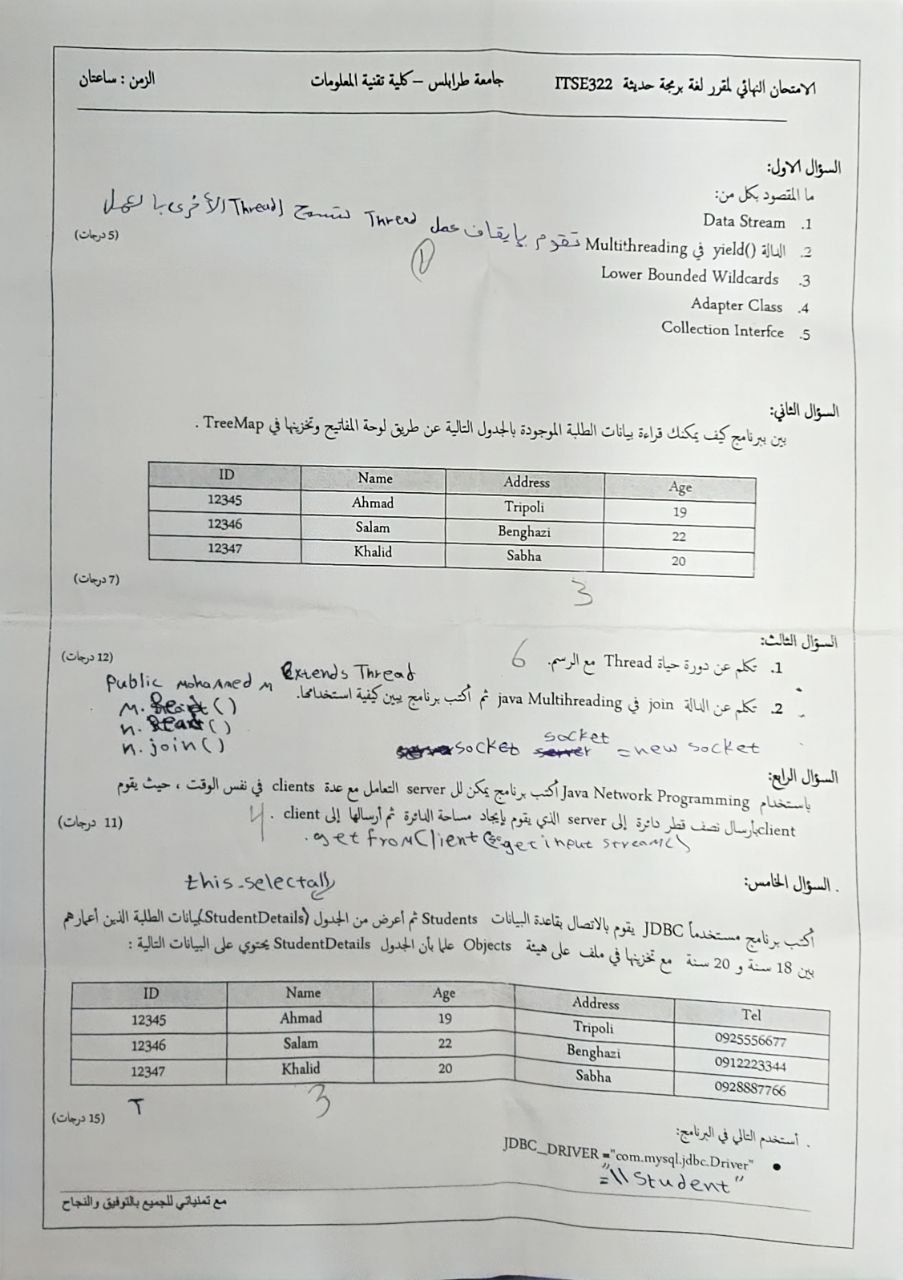 الامتحان النهائي لمقرر لغة برمجة حديثة ITSE322 جامعة طرابلس – كلية تقنية المعلومات الزمن : ساعتان
السؤال الاول:
ما المقصود بكل من:
1. Data Stream
2. الدالة yield() في Multithreading تقوم بإيقاف عمل Thread لتسمح لـ Thread الأخرى بالعمل
(5 درجات)
1
3. Lower Bounded Wildcards
4. Adapter Class
5. Collection Interfce
السؤال الثاني:
بين ببرنامج كيف يمكنك قراءة بيانات الطلبة الموجودة بالجدول التالية عن طريق لوحة المفاتيح وتخزينها في TreeMap .
ID Name Address Age
12345 Ahmad Tripoli 19
12346 Salam Benghazi 22
12347 Khalid Sabha 20
(7 درجات)
3
السؤال الثالث:
1. تكلم عن دورة حياة Thread مع الرسم. 6
(12 درجات)
Public Mohammed M Extends Thread
2. تكلم عن الدالة join في java Multihreading ثم أكتب برنامج يبين كيفية استخدامها.
M.Start()
n.Start()
n.join()
socket socket = new socket
السؤال الرابع:
باستخدام Java Network Programming أكتب برنامج يمكن لل server التعامل مع عدة clients في نفس الوقت ، حيث يقوم
client بأرسال نصف قطر دائرة إلى server الذي يقوم بإيجاد مساحة الدائرة ثم أرسالها إلى client . 4
(11 درجات)
.getfromClient get input stream()
. السؤال الخامس:
this.selectall
أكتب برنامج مستخدماً JDBC يقوم بالاتصال بقاعدة البيانات Students ثم أعرض من الجدول (StudentDetails) بيانات الطلبة الذين أعمارهم
بين 18 سنة و 20 سنة مع تخزينها في ملف على هيئة Objects علما بأن الجدول StudentDetails يحتوي على البيانات التالية :
ID Name Age Address Tel
12345 Ahmad 19 Tripoli 0925556677
12346 Salam 22 Benghazi 0912223344
12347 Khalid 20 Sabha 0928887766
T 3
(15 درجات)
. أستخدم التالي في البرنامج:
• JDBC_DRIVER ="com.mysql.jdbc.Driver"
="\\Student"
مع تمنياتي للجميع بالتوفيق والنجاح